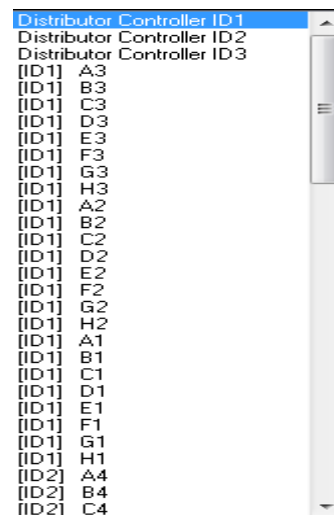 Distributor Controller ID1
Distributor Controller ID2
Distributor Controller ID3
[ID1] A3
[ID1] B3
[ID1] C3
[ID1] D3
[ID1] E3
[ID1] F3
[ID1] G3
[ID1] H3
[ID1] A2
[ID1] B2
[ID1] C2
[ID1] D2
[ID1] E2
[ID1] F2
[ID1] G2
[ID1] H2
[ID1] A1
[ID1] B1
[ID1] C1
[ID1] D1
[ID1] E1
[ID1] F1
[ID1] G1
[ID1] H1
[ID2] A4
[ID2] B4
[ID2] C4